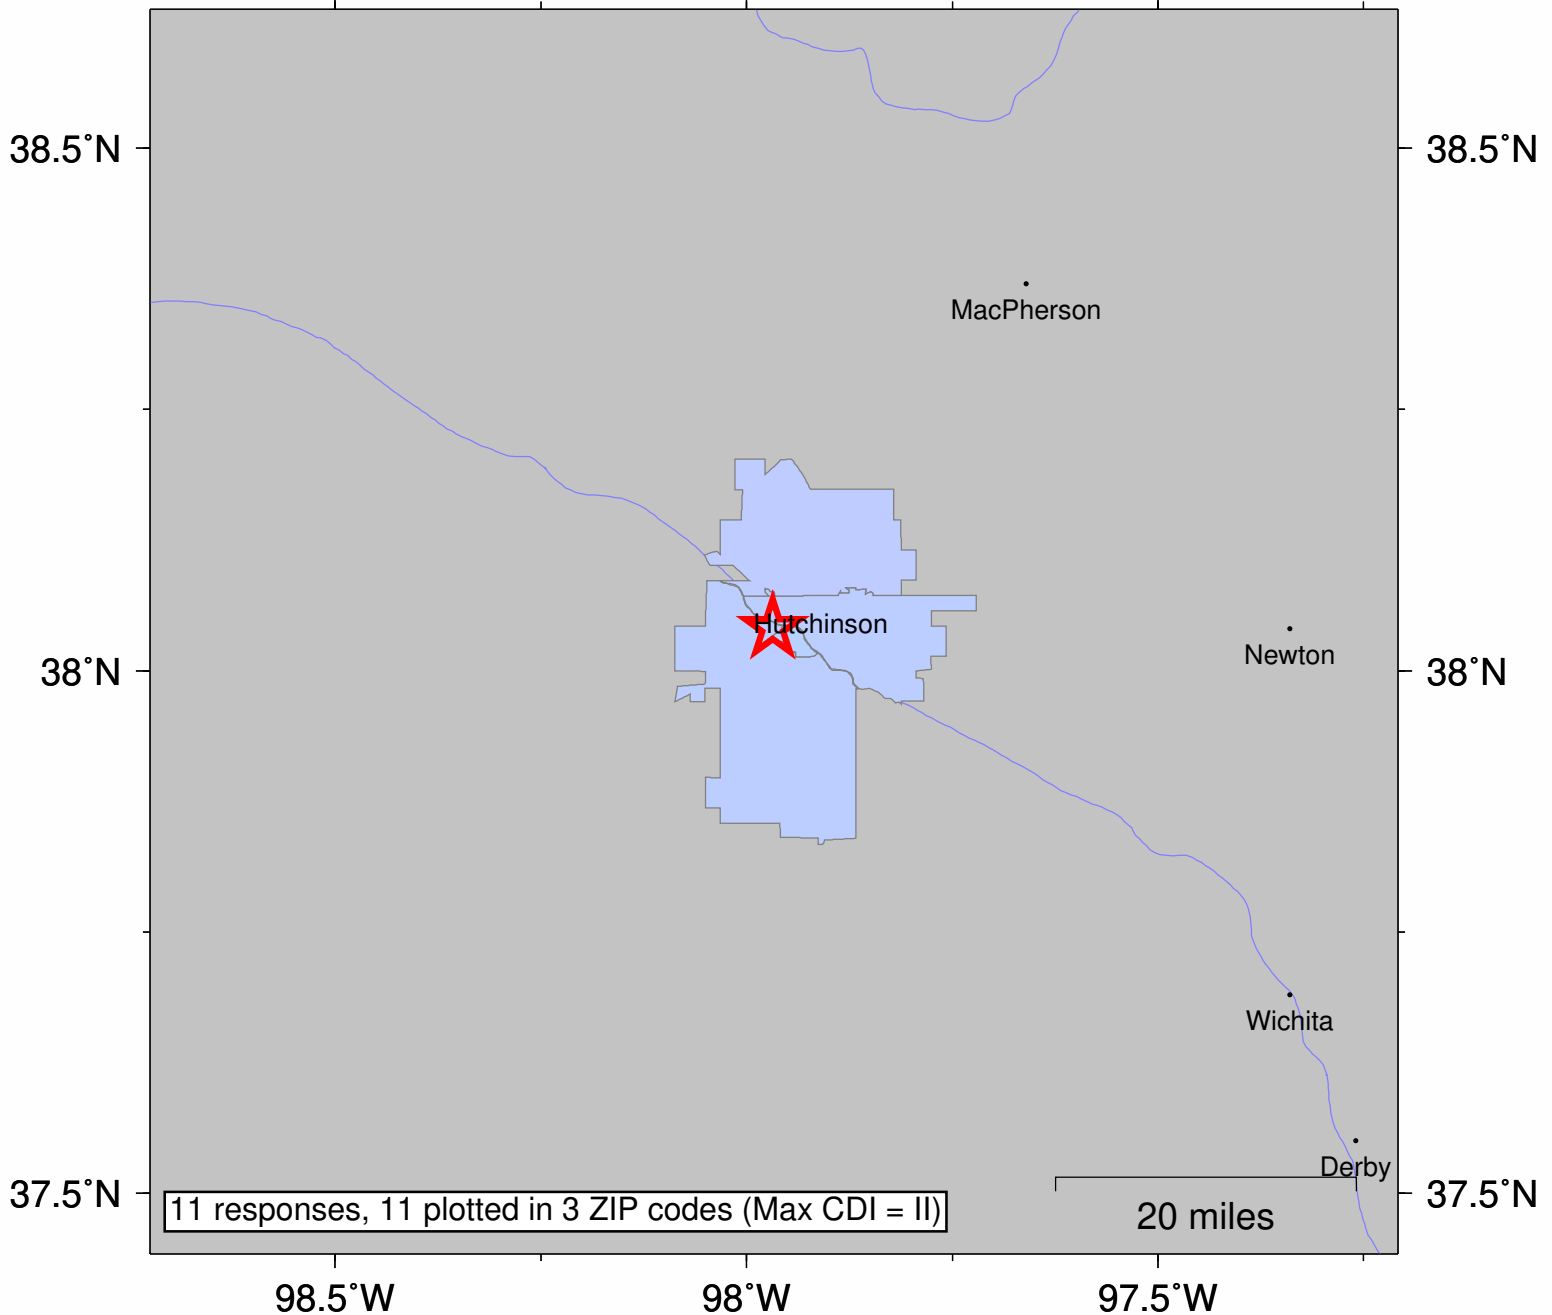 38.5°N
38.5°N
MacPherson
Hutchinson
Newton
38°N
38°N
Wichita
Derby
37.5°N
37.5°N
11 responses, 11 plotted in 3 ZIP codes (Max CDI = II)
20 miles
98.5°W
98°W
97.5°W